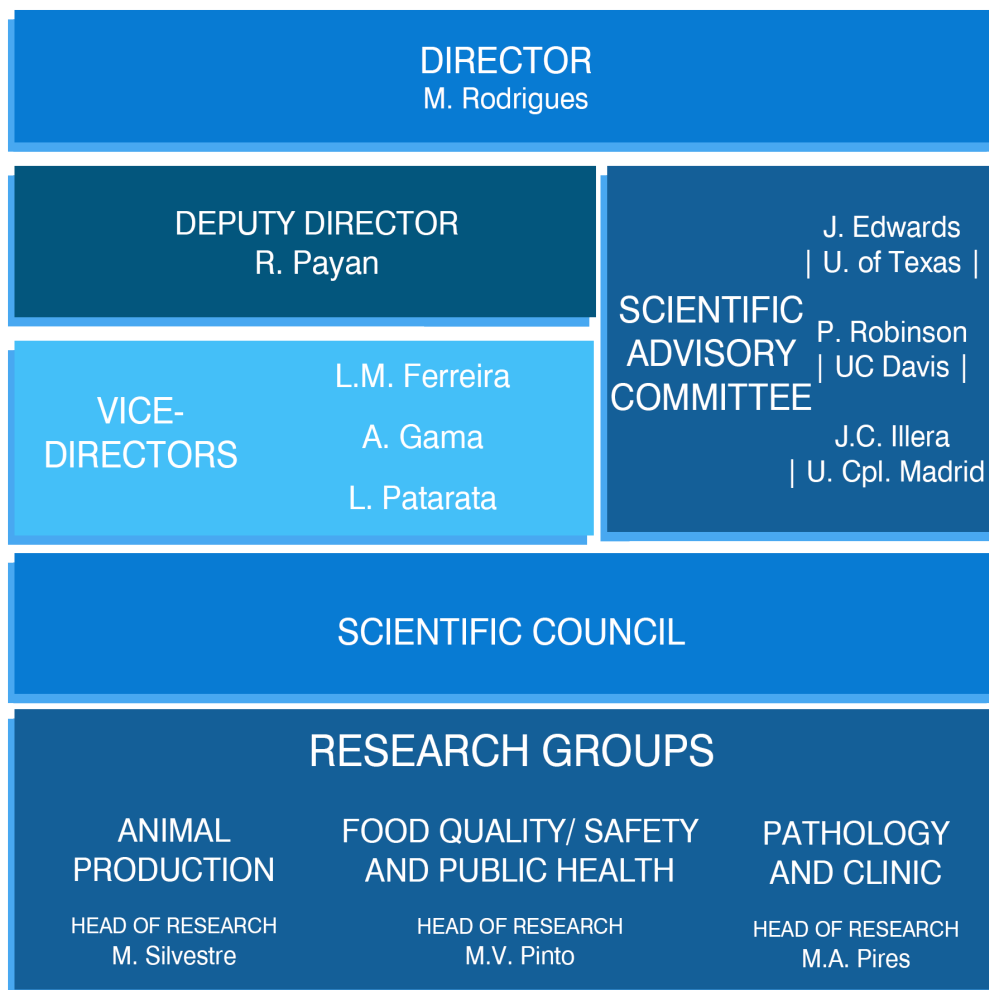 DIRECTOR
M. Rodrigues
DEPUTY DIRECTOR
R. Payan
VICE-
DIRECTORS
L.M. Ferreira
A. Gama
L. Patarata
SCIENTIFIC
ADVISORY
COMMITTEE
J. Edwards
| U. of Texas |
P. Robinson
| UC Davis |
J.C. Illera
| U. Cpl. Madrid
SCIENTIFIC COUNCIL
RESEARCH GROUPS
ANIMAL
PRODUCTION
HEAD OF RESEARCH
M. Silvestre
FOOD QUALITY/ SAFETY
AND PUBLIC HEALTH
HEAD OF RESEARCH
M.V. Pinto
PATHOLOGY
AND CLINIC
HEAD OF RESEARCH
M.A. Pires